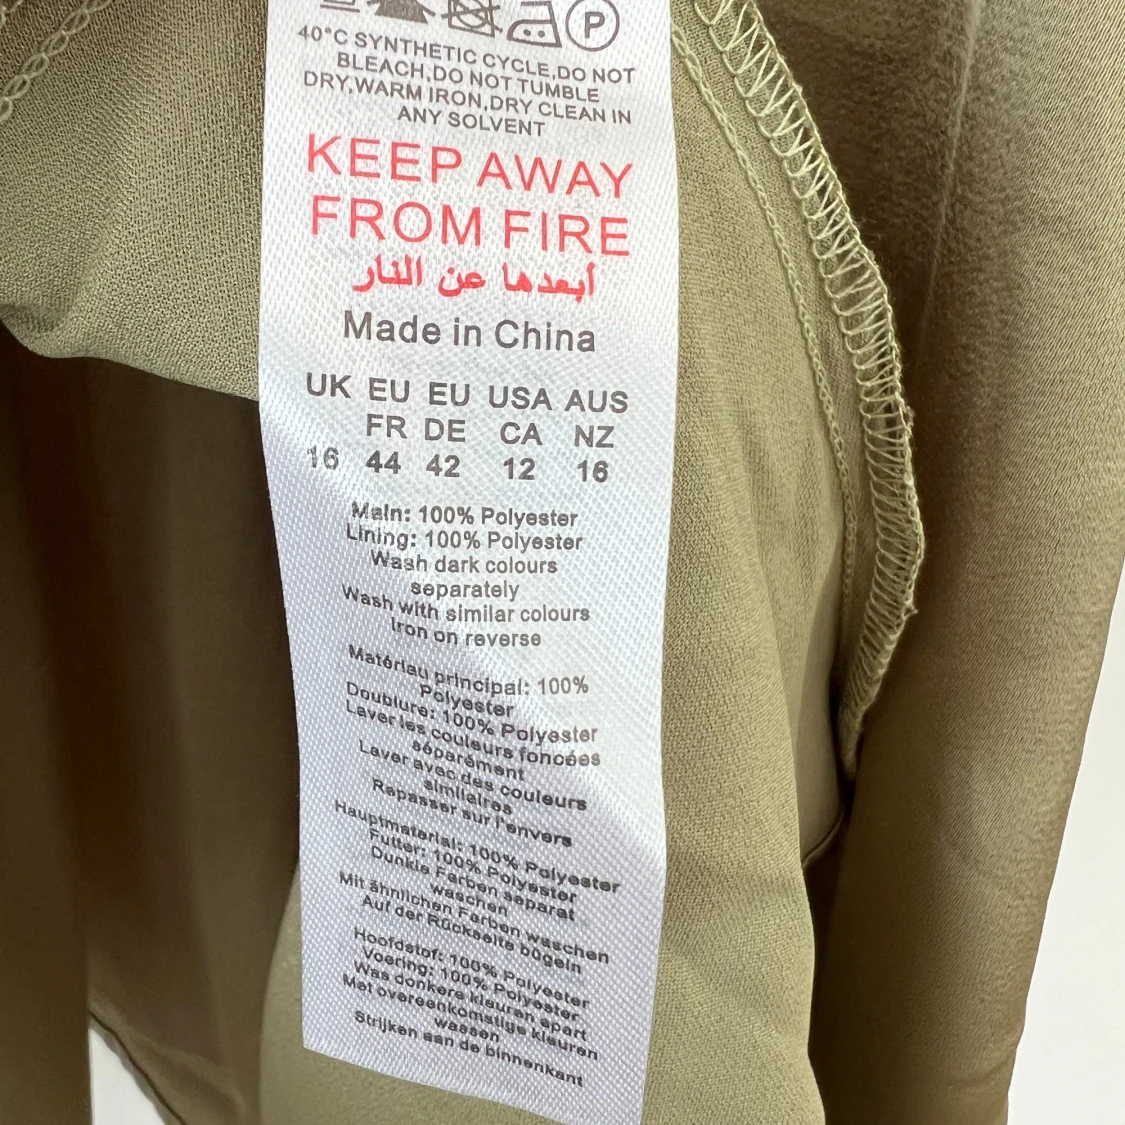 P
40°C SYNTHETIC CYCLE,DO NOT
BLEACH,DO NOT TUMBLE
DRY,WARM IRON,DRY CLEAN IN
ANY SOLVENT
KEEP AWAY
FROM FIRE
أبعدها عن النار
Made in China
UK EU EU USA AUS
FR DE CA NZ
16 44 42 12 16
Main: 100% Polyester
Lining: 100% Polyester
Wash dark colours
separately
Wash with similar colours
Iron on reverse
Matériau principal: 100%
Polyester
Doublure: 100% Polyester
Laver les couleurs foncées
séparément
Laver avec des couleurs
similaires
Repasser sur l'envers
Hauptmaterial: 100% Polyester
Futter: 100% Polyester
Dunkle Farben separat
waschen
Mit ähnlichen Farben waschen
Auf der Rückseite bügeln
Hoofdstof: 100% Polyester
Voering: 100% Polyester
Was donkere kleuren apart
Met overeenkomstige kleuren
wassen
Strijken aan de binnenkant